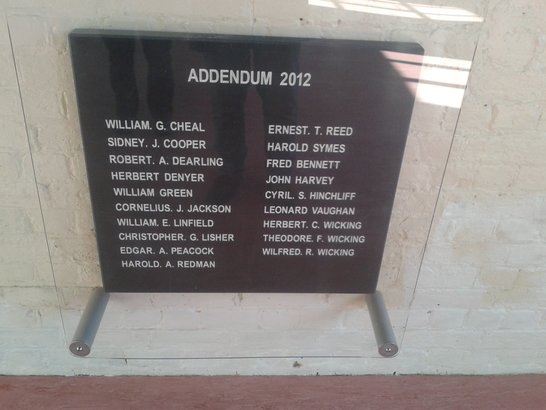 ADDENDUM 2012
WILLIAM. G. CHEAL
SIDNEY. J. COOPER
ROBERT. A. DEARLING
HERBERT DENYER
WILLIAM GREEN
CORNELIUS. J. JACKSON
WILLIAM. E. LINFIELD
CHRISTOPHER. G. LISHER
EDGAR. A. PEACOCK
HAROLD. A. REDMAN
ERNEST. T. REED
HAROLD SYMES
FRED BENNETT
JOHN HARVEY
CYRIL. S. HINCHLIFF
LEONARD VAUGHAN
HERBERT. C. WICKING
THEODORE. F. WICKING
WILFRED. R. WICKING